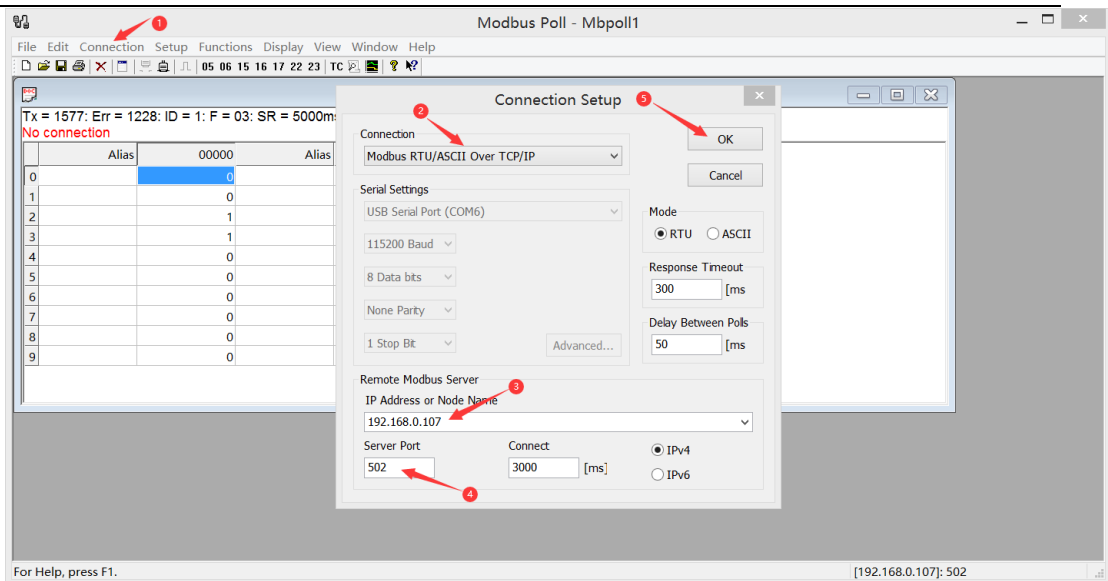 Modbus Poll - Mbpoll1
1
File Edit Connection Setup Functions Display View Window Help
05 06 15 16 17 22 23 TC
Tx = 1577: Err = 1228: ID = 1: F = 03: SR = 5000m
No connection
Alias 00000 Alias
0 0
1 0
2 1
3 1
4 0
5 0
6 0
7 0
8 0
9 0
Connection Setup
2
5
Connection
Modbus RTU/ASCII Over TCP/IP
OK
Cancel
Serial Settings
USB Serial Port (COM6)
115200 Baud
8 Data bits
None Parity
1 Stop Bit
Advanced...
Mode
RTU ASCII
Response Timeout
300 [ms
Delay Between Polls
50 [ms
Remote Modbus Server
3
IP Address or Node Name
192.168.0.107
Server Port Connect
502 3000 [ms]
IPv4
IPv6
4
For Help, press F1.
[192.168.0.107]: 502